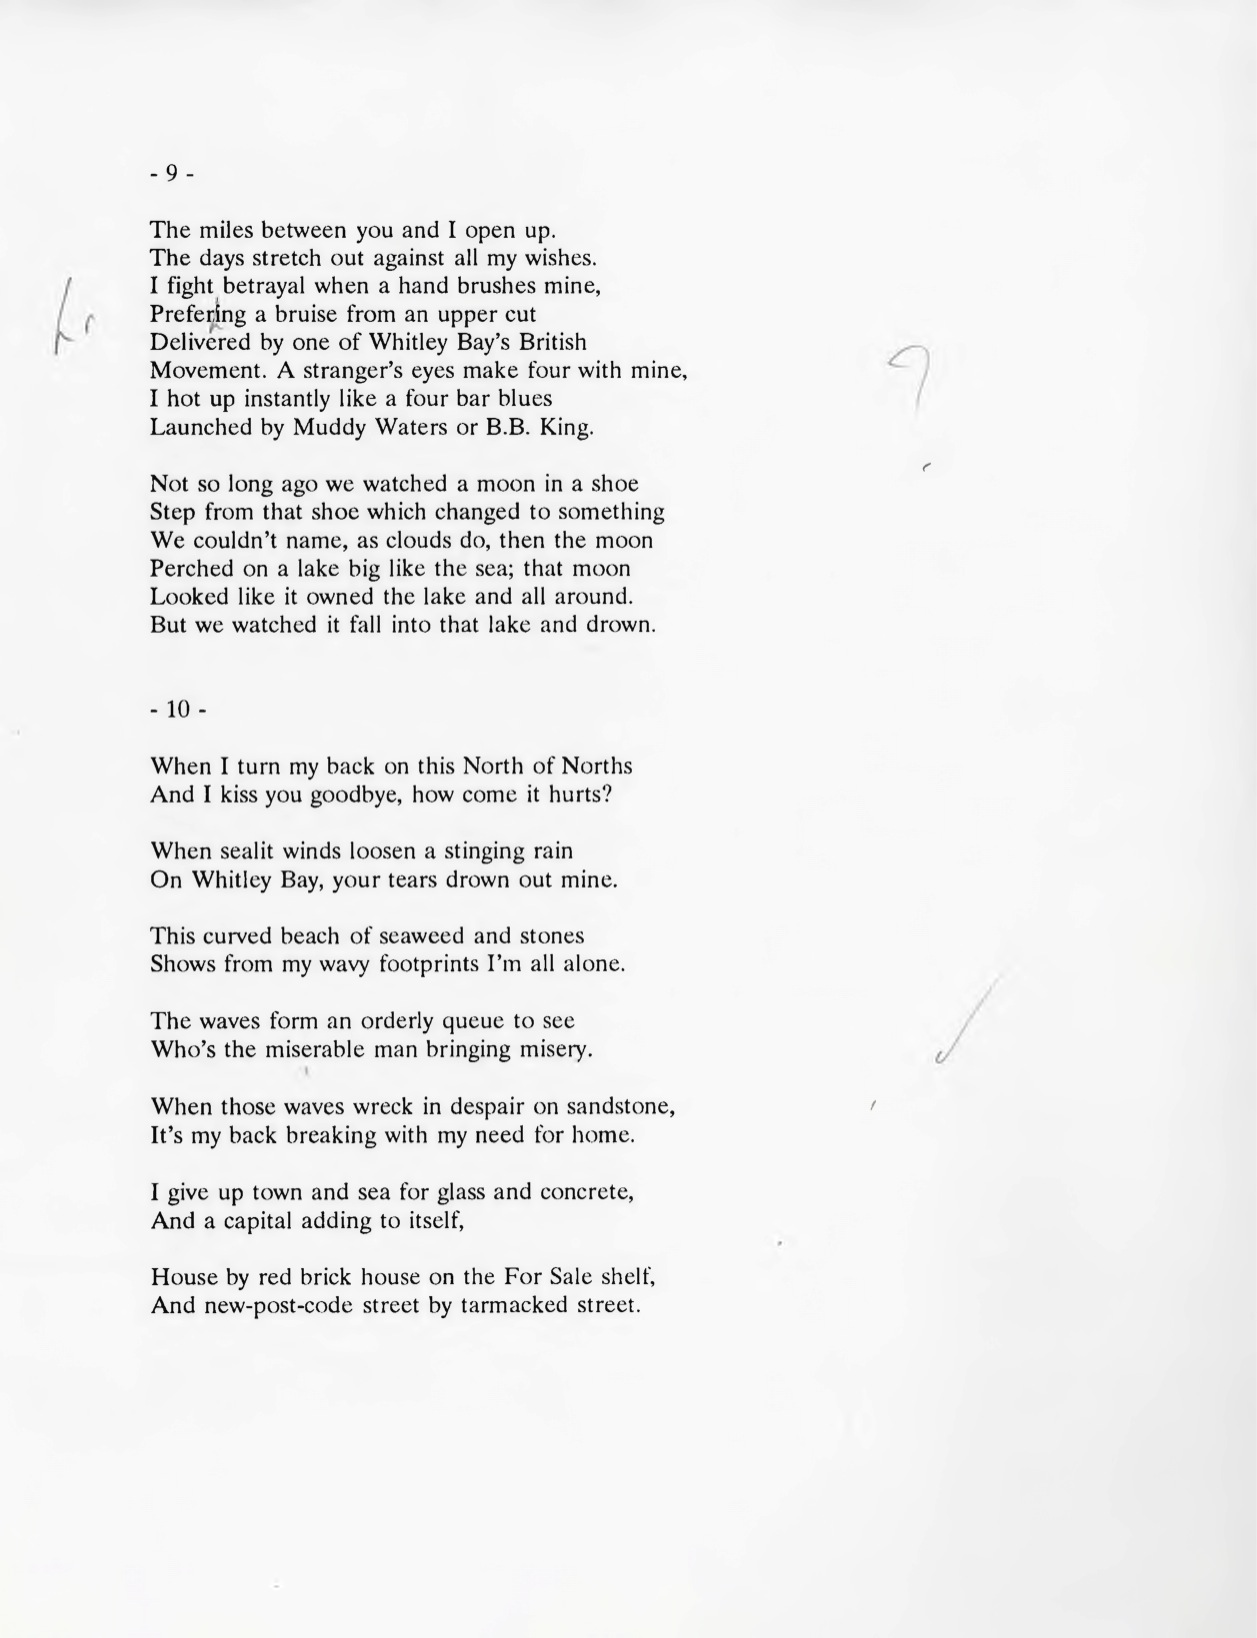 - 9 -
The miles between you and I open up.
The days stretch out against all my wishes.
I fight betrayal when a hand brushes mine,
Prefering a bruise from an upper cut
r
Delivered by one of Whitley Bay's British
Movement. A stranger's eyes make four with mine,
?
I hot up instantly like a four bar blues
Launched by Muddy Waters or B.B. King.
Not so long ago we watched a moon in a shoe
Step from that shoe which changed to something
We couldn't name, as clouds do, then the moon
Perched on a lake big like the sea; that moon
Looked like it owned the lake and all around.
But we watched it fall into that lake and drown.
- 10 -
When I turn my back on this North of Norths
And I kiss you goodbye, how come it hurts?
When sealit winds loosen a stinging rain
On Whitley Bay, your tears drown out mine.
This curved beach of seaweed and stones
Shows from my wavy footprints I'm all alone.
The waves form an orderly queue to see
Who's the miserable man bringing misery.
When those waves wreck in despair on sandstone,
It's my back breaking with my need for home.
I give up town and sea for glass and concrete,
And a capital adding to itself,
House by red brick house on the For Sale shelf,
And new-post-code street by tarmacked street.